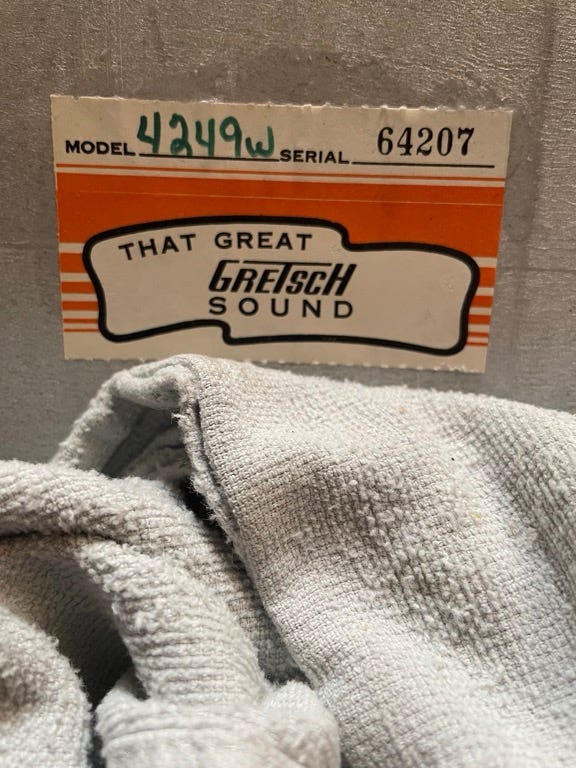 MODEL 4249W SERIAL 64207
THAT GREAT
GRETSCH
SOUND